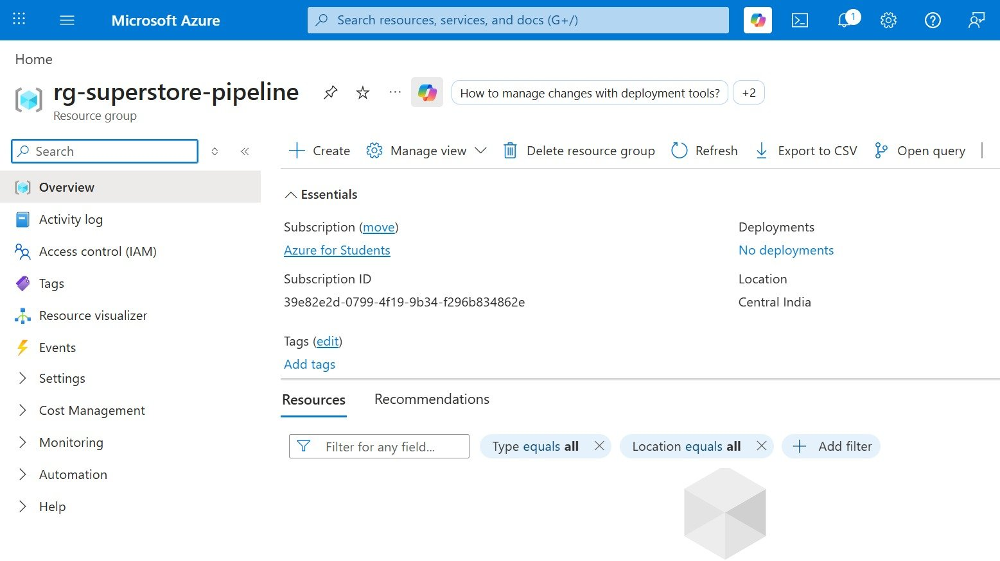 Microsoft Azure
Search resources, services, and docs (G+/)
1
Home
rg-superstore-pipeline
Resource group
How to manage changes with deployment tools?
+2
Search
Create
Manage view
Delete resource group
Refresh
Export to CSV
Open query
Overview
Activity log
Access control (IAM)
Tags
Resource visualizer
Events
Settings
Cost Management
Monitoring
Automation
Help
Essentials
Subscription (move)
Azure for Students
Subscription ID
39e82e2d-0799-4f19-9b34-f296b834862e
Deployments
No deployments
Location
Central India
Tags (edit)
Add tags
Resources
Recommendations
Filter for any field...
Type equals all
Location equals all
Add filter